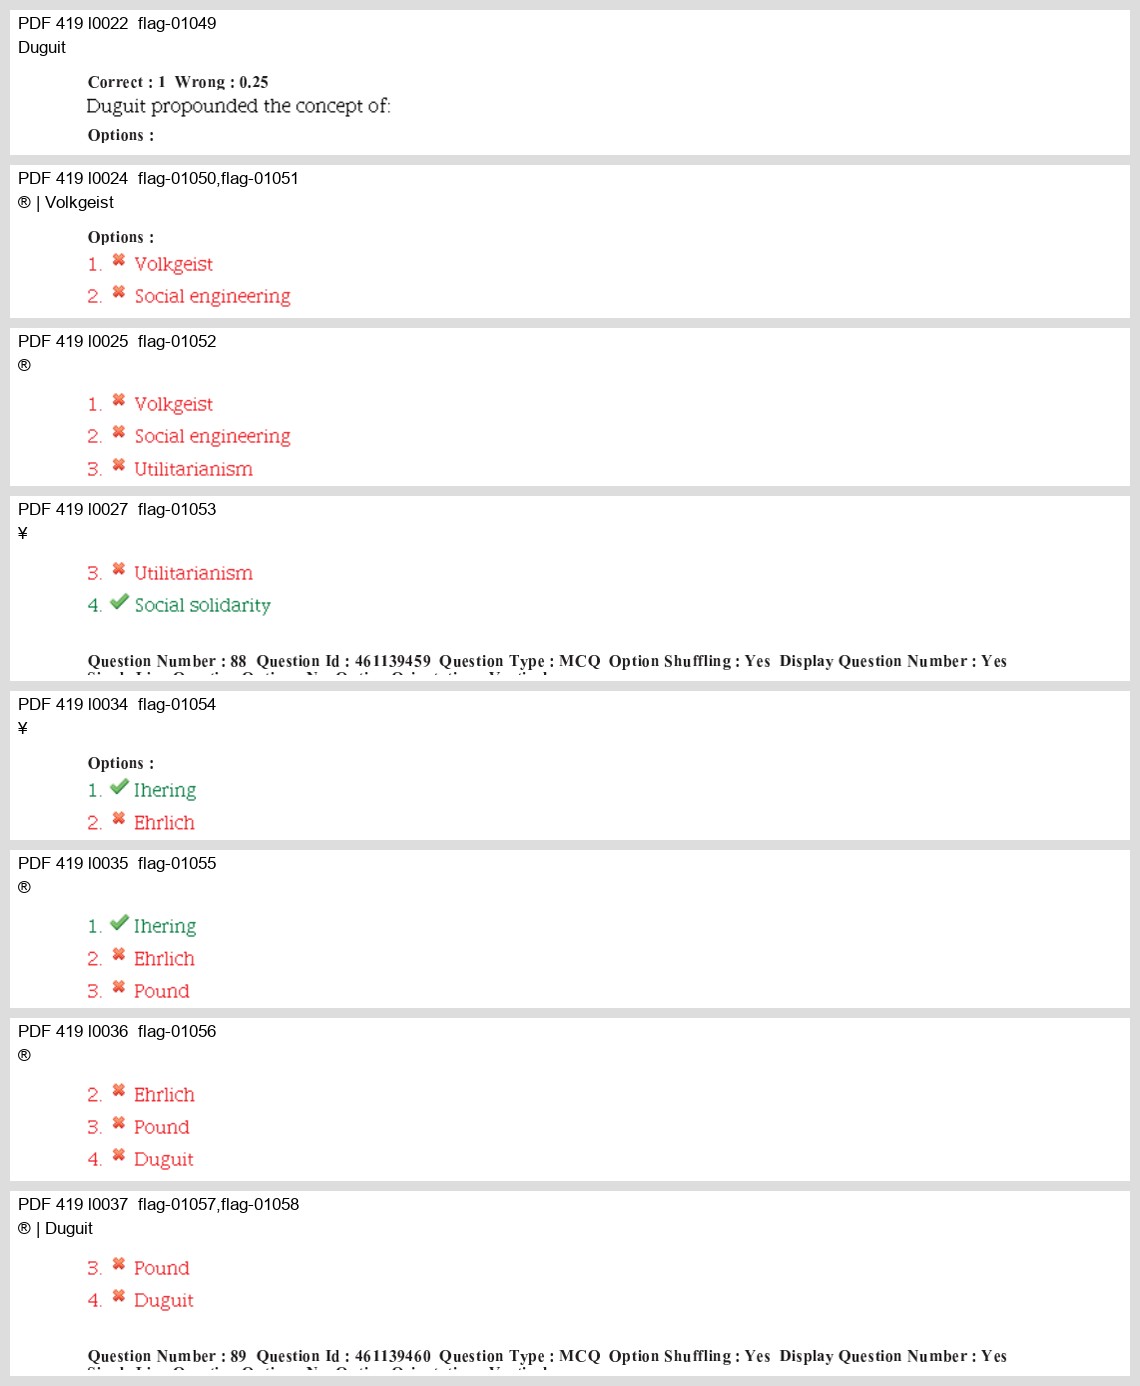 PDF 419 l0022 flag-01049
Duguit
Correct : 1 Wrong : 0.25
Duguit propounded the concept of:
Options :
PDF 419 l0024 flag-01050,flag-01051
® | Volkgeist
Options :
1. ✖ Volkgeist
2. ✖ Social engineering
PDF 419 l0025 flag-01052
®
1. ✖ Volkgeist
2. ✖ Social engineering
3. ✖ Utilitarianism
PDF 419 l0027 flag-01053
¥
3. ✖ Utilitarianism
4. ✔ Social solidarity
Question Number : 88 Question Id : 461139459 Question Type : MCQ Option Shuffling : Yes Display Question Number : Yes
PDF 419 l0034 flag-01054
¥
Options :
1. ✔ Ihering
2. ✖ Ehrlich
PDF 419 l0035 flag-01055
®
1. ✔ Ihering
2. ✖ Ehrlich
3. ✖ Pound
PDF 419 l0036 flag-01056
®
2. ✖ Ehrlich
3. ✖ Pound
4. ✖ Duguit
PDF 419 l0037 flag-01057,flag-01058
® | Duguit
3. ✖ Pound
4. ✖ Duguit
Question Number : 89 Question Id : 461139460 Question Type : MCQ Option Shuffling : Yes Display Question Number : Yes